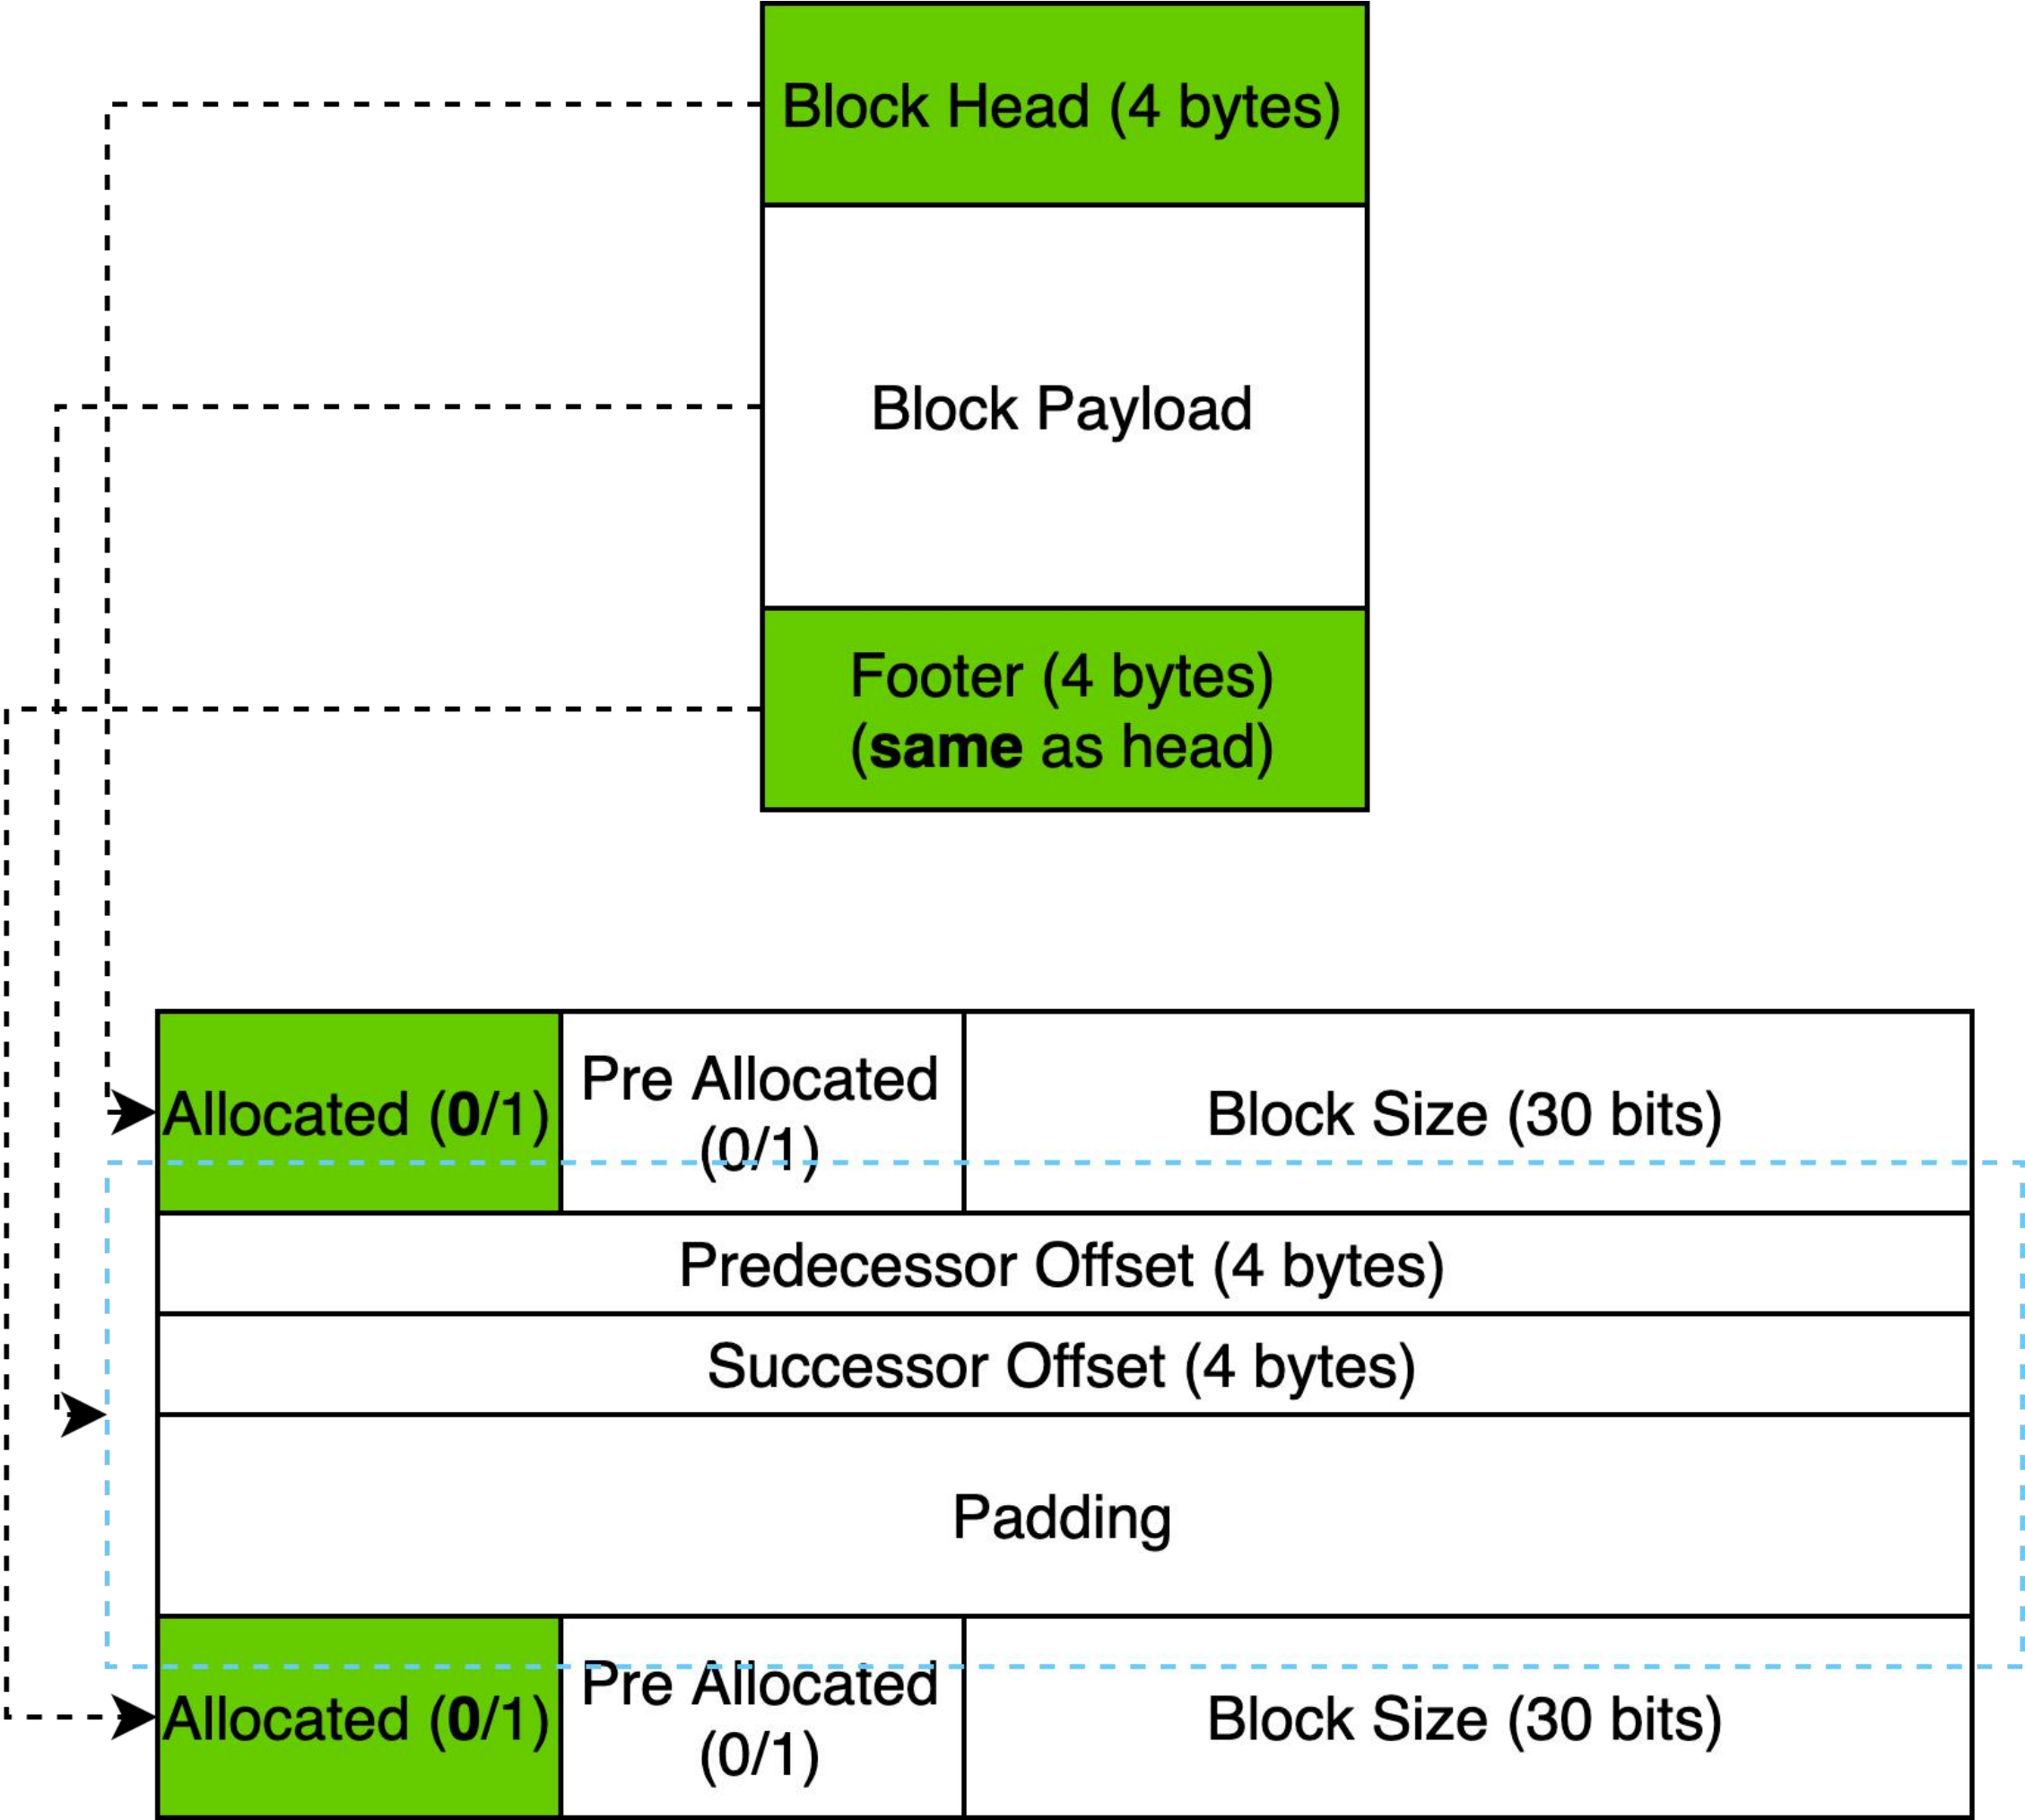 Block Head (4 bytes)
Block Payload
Footer (4 bytes)
(same as head)
Allocated (0/1)
Pre Allocated
(0/1)
Block Size (30 bits)
Predecessor Offset (4 bytes)
Successor Offset (4 bytes)
Padding
Allocated (0/1)
Pre Allocated
(0/1)
Block Size (30 bits)